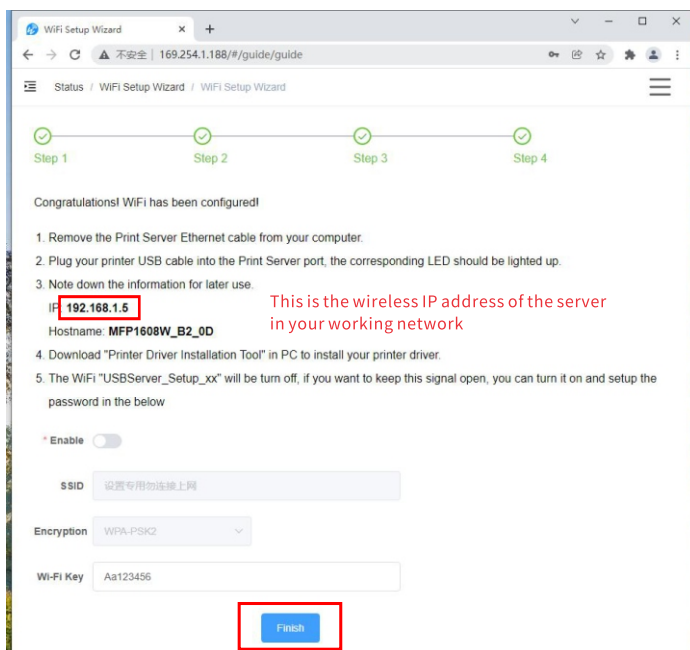 WiFi Setup Wizard
不安全 | 169.254.1.188/#/guide/guide
Status / WiFi Setup Wizard / WiFi Setup Wizard
Step 1 Step 2 Step 3 Step 4
Congratulations! WiFi has been configured!
1. Remove the Print Server Ethernet cable from your computer.
2. Plug your printer USB cable into the Print Server port, the corresponding LED should be lighted up.
3. Note down the information for later use.
IP: 192.168.1.5
This is the wireless IP address of the server
in your working network
Hostname: MFP1608W_B2_0D
4. Download "Printer Driver Installation Tool" in PC to install your printer driver.
5. The WiFi "USBServer_Setup_xx" will be turn off, if you want to keep this signal open, you can turn it on and setup the
password in the below
* Enable
SSID 设置专用勿连接上网
Encryption WPA-PSK2
Wi-Fi Key Aa123456
Finish